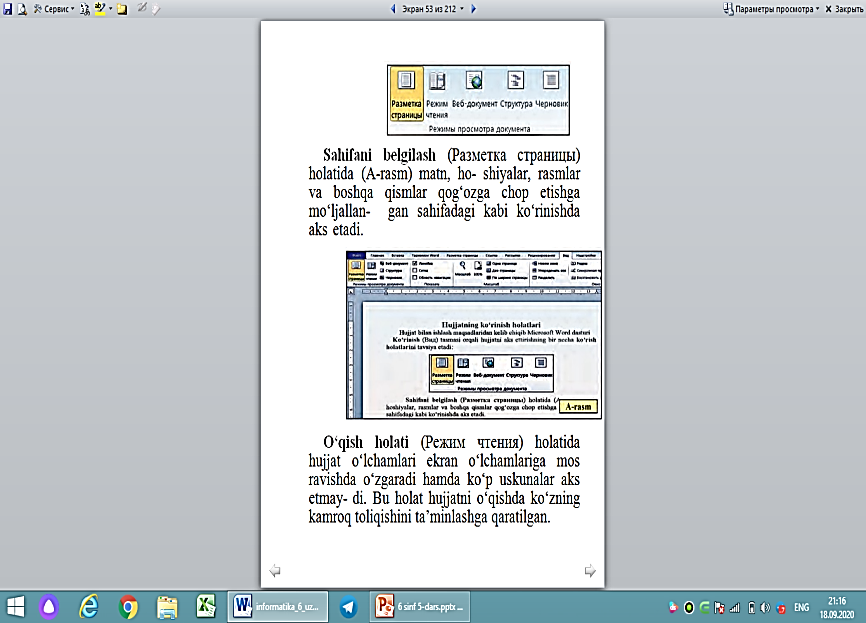 Сервис
Экран 53 из 212
Параметры просмотра
Закрыть
Разметка страницы
Режим чтения
Веб-документ
Структура
Черновик
Режимы просмотра документа
Sahifani belgilash (Разметка страницы)
holatida (A-rasm) matn, ho- shiyalar, rasmlar
va boshqa qismlar qog‘ozga chop etishga
mo‘ljallan- gan sahifadagi kabi ko‘rinishda
aks etadi.
Hujjatning ko‘rinish holatlari
Hujjat bilan ishlash maqsadlaridan kelib chiqib Microsoft Word dasturi
Ko‘rinish (Вид) tasmasi orqali hujjatni aks ettirishning bir necha ko‘rish
holatlarini tavsiya etadi:
Разметка страницы
Режим чтения
Веб-документ
Структура
Черновик
Режимы просмотра документа
Sahifani belgilash (Разметка страницы) holatida (A
hoshiyalar, rasmlar va boshqa qismlar qog‘ozga chop etishga
sahifadagi kabi ko‘rinishda aks etadi.
A-rasm
O‘qish holati (Режим чтения) holatida
hujjat o‘lchamlari ekran o‘lchamlariga mos
ravishda o‘zgaradi hamda ko‘p uskunalar aks
etmay- di. Bu holat hujjatni o‘qishda ko‘zning
kamroq toliqishini ta’minlashga qaratilgan.
informatika_6_uz...
6 sinf 5-dars.pptx ...
ENG
21:16
18.09.2020